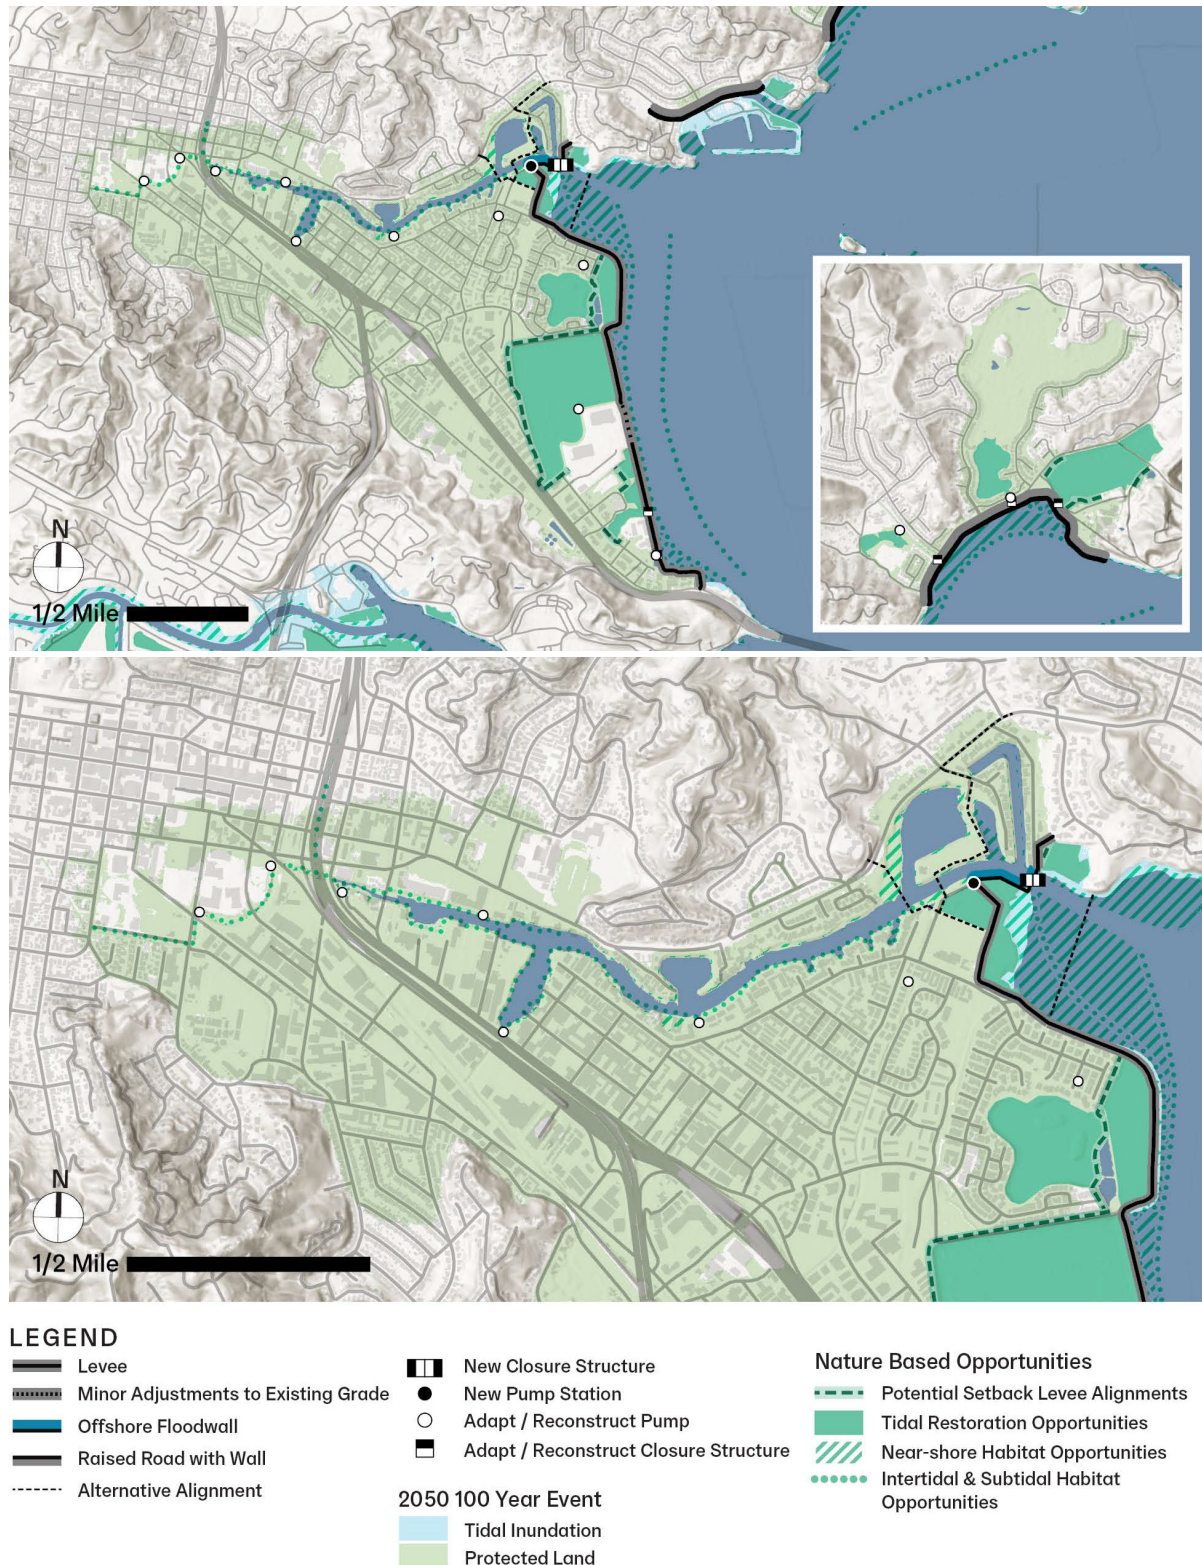 N
1/2 Mile
N
1/2 Mile
LEGEND
Levee
Minor Adjustments to Existing Grade
Offshore Floodwall
Raised Road with Wall
Alternative Alignment
New Closure Structure
New Pump Station
Adapt / Reconstruct Pump
Adapt / Reconstruct Closure Structure
2050 100 Year Event
Tidal Inundation
Protected Land
Nature Based Opportunities
Potential Setback Levee Alignments
Tidal Restoration Opportunities
Near-shore Habitat Opportunities
Intertidal & Subtidal Habitat
Opportunities